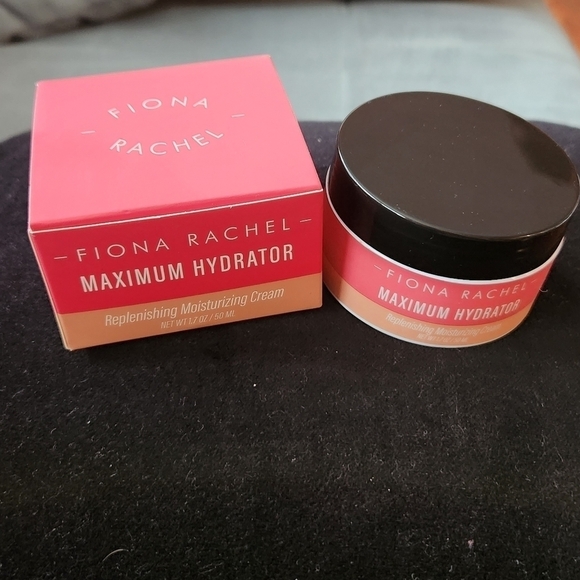 FIONA
RACHEL
- FIONA RACHEL -
MAXIMUM HYDRATOR
Replenishing Moisturizing Cream
NET WT 1.7 OZ / 50 ML
- FIONA RACHEL -
MAXIMUM HYDRATOR
Replenishing Moisturizing Cream